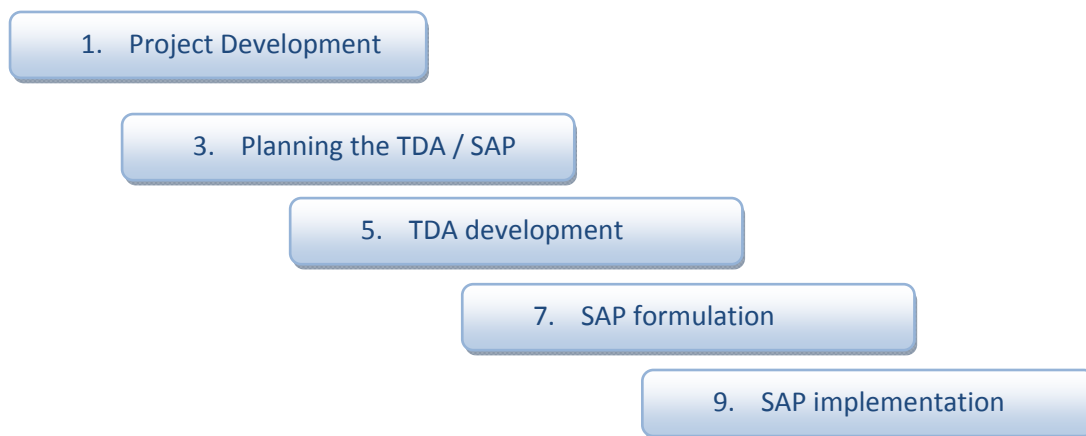 1. Project Development
3. Planning the TDA / SAP
5. TDA development
7. SAP formulation
9. SAP implementation